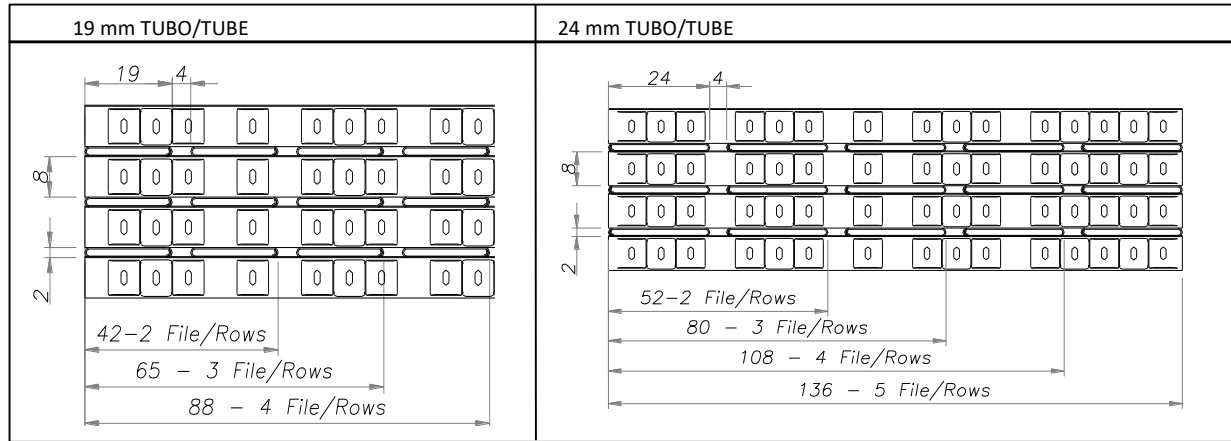 19 mm TUBO/TUBE
19
4
8
2
42-2 File/Rows
65 - 3 File/Rows
88 - 4 File/Rows
24 mm TUBO/TUBE
24
4
8
2
52-2 File/Rows
80 - 3 File/Rows
108 - 4 File/Rows
136 - 5 File/Rows